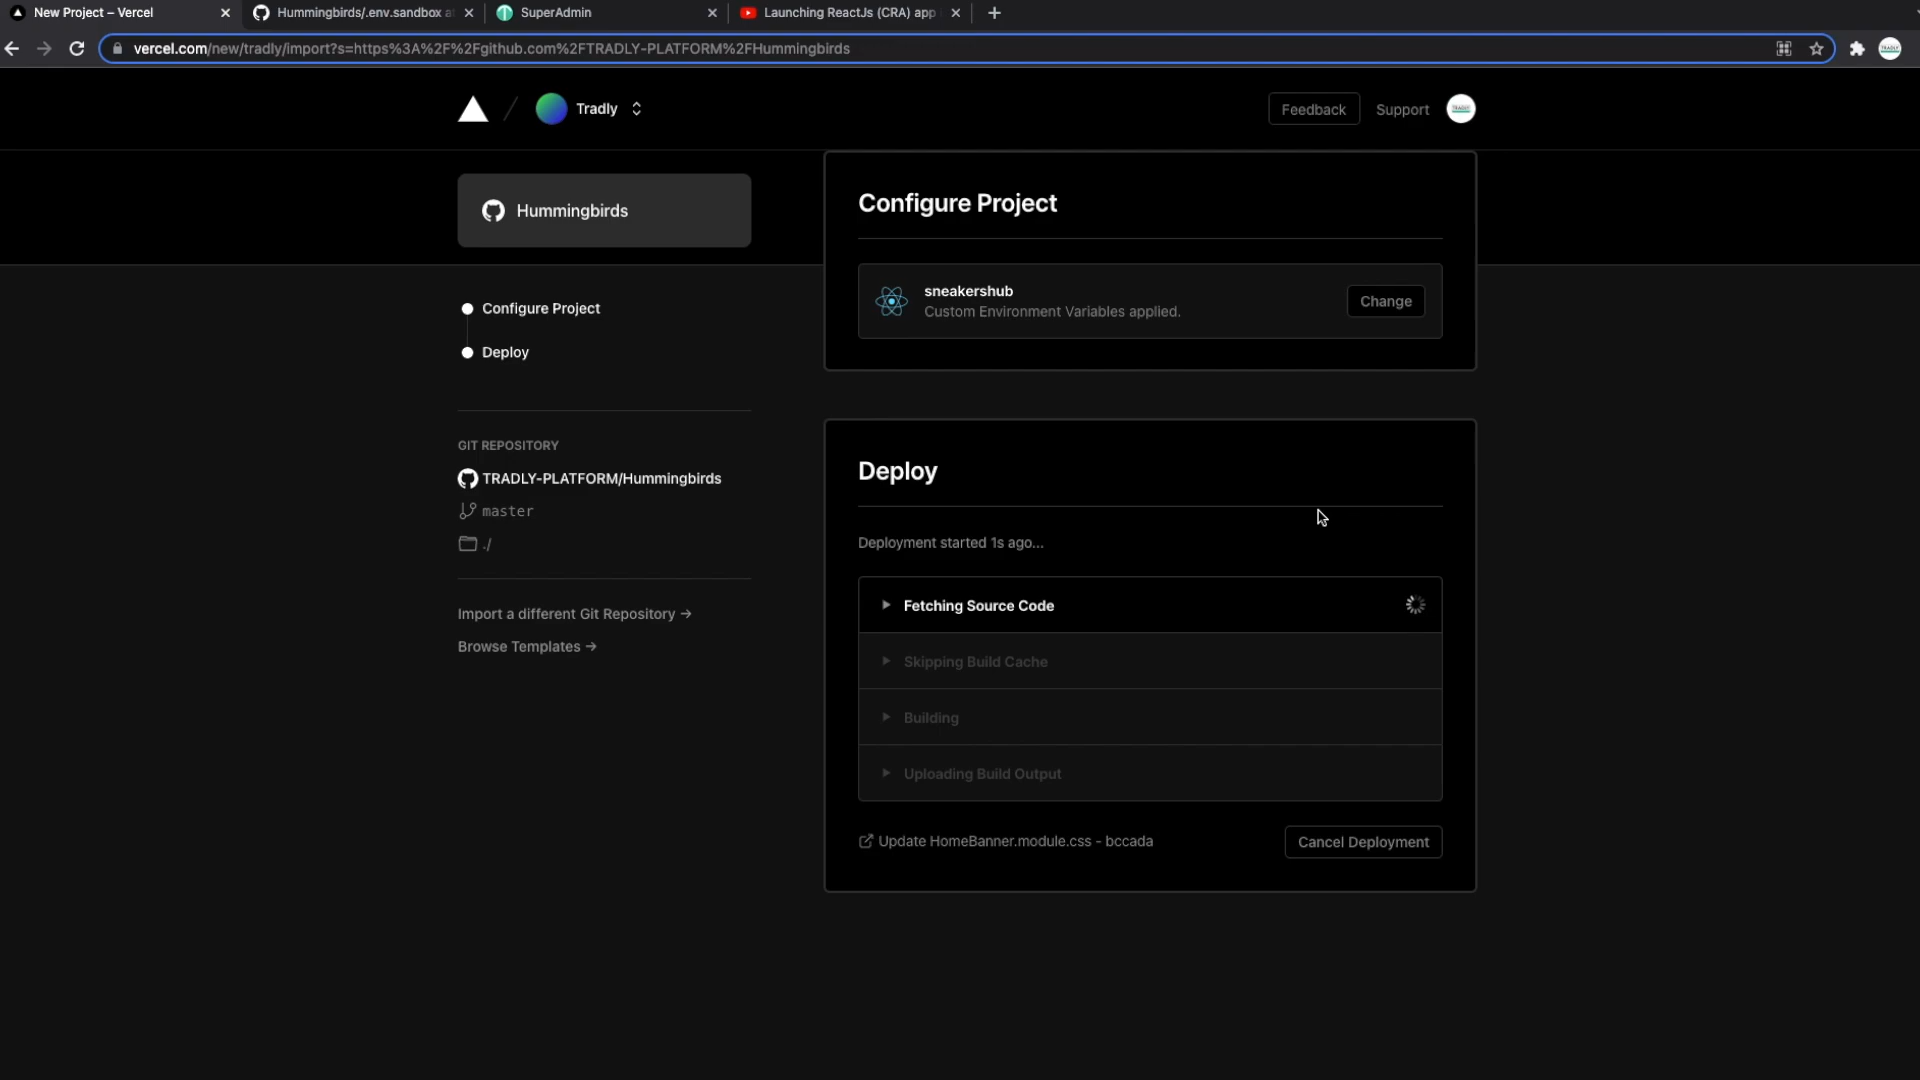 New Project – Vercel
Hummingbirds/.env.sandbox at
SuperAdmin
Launching ReactJs (CRA) app
vercel.com/new/tradly/import?s=https%3A%2F%2Fgithub.com%2FTRADLY-PLATFORM%2FHummingbirds
Tradly
Feedback
Support
TRADLY
Hummingbirds
Configure Project
Deploy
GIT REPOSITORY
TRADLY-PLATFORM/Hummingbirds
master
./
Import a different Git Repository →
Browse Templates →
Configure Project
sneakershub
Custom Environment Variables applied.
Change
Deploy
Deployment started 1s ago...
Fetching Source Code
Skipping Build Cache
Building
Uploading Build Output
Update HomeBanner.module.css - bccada
Cancel Deployment